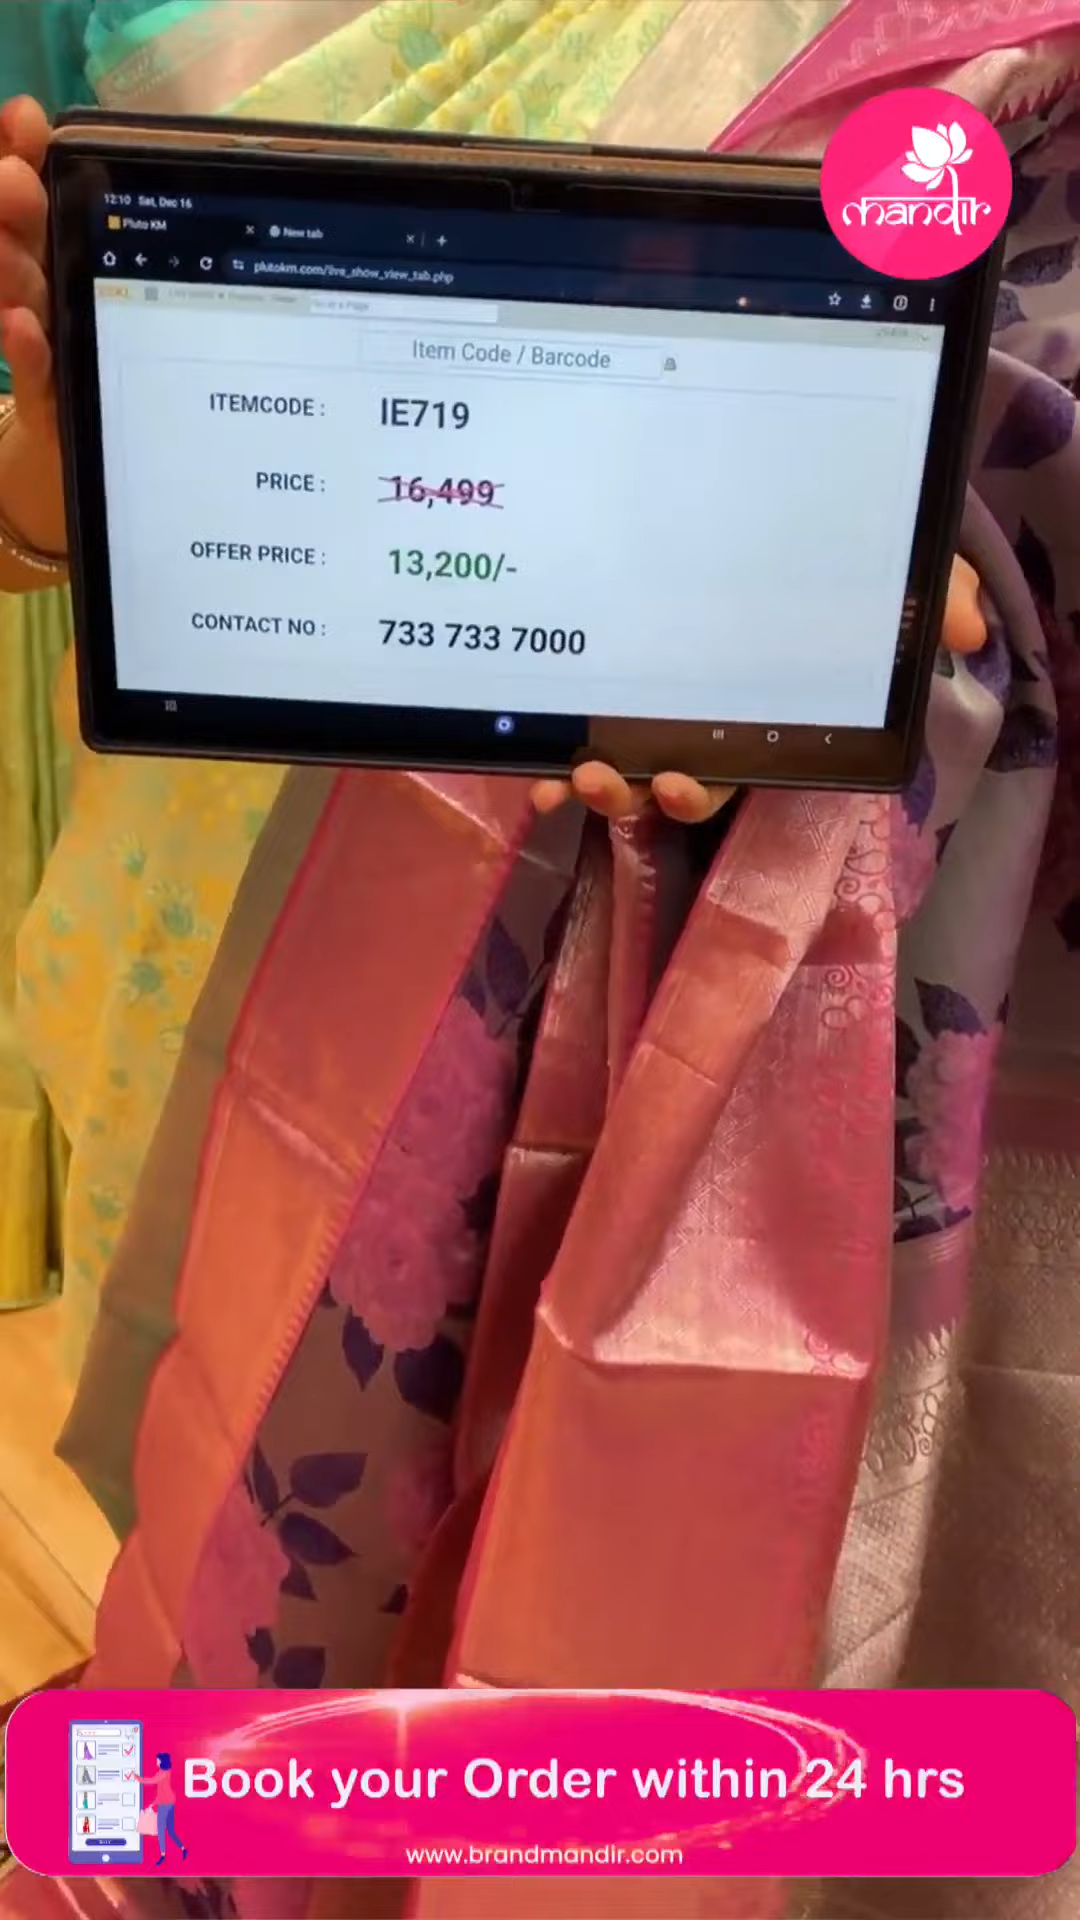 mandir
12:10 Sat, Dec 16
Pluto KM
New tab
plutokm.com/live_show_view_tab.php
Item Code / Barcode
ITEMCODE : IE719
PRICE : 16,499
OFFER PRICE : 13,200/-
CONTACT NO : 733 733 7000
Book your Order within 24 hrs
www.brandmandir.com